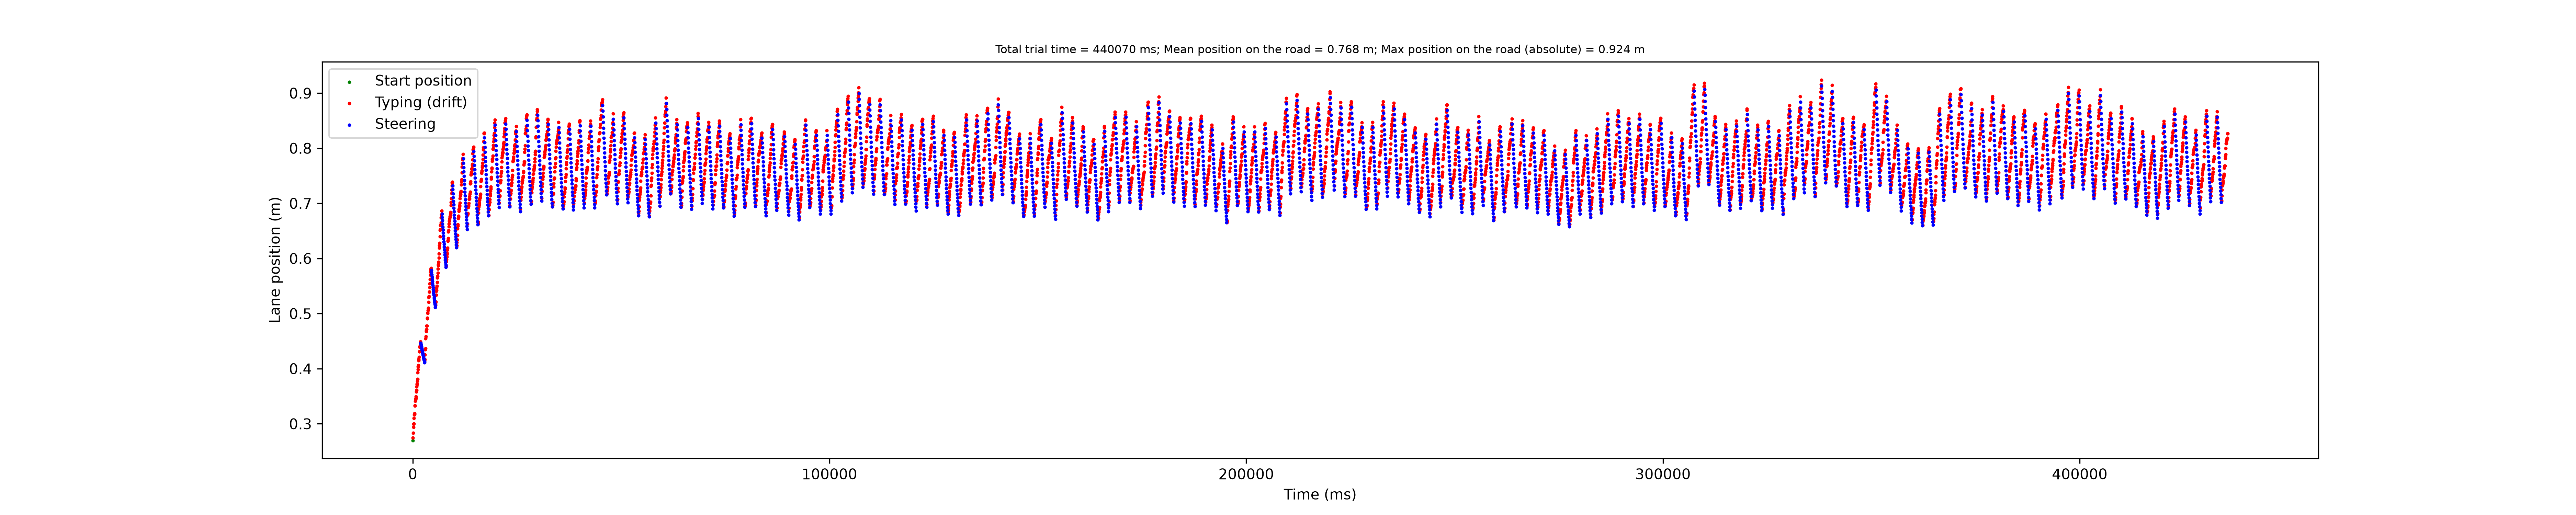 Total trial time = 440070 ms; Mean position on the road = 0.768 m; Max position on the road (absolute) = 0.924 m
Start position
Typing (drift)
Steering
Lane position (m)
0.9
0.8
0.7
0.6
0.5
0.4
0.3
0 100000 200000 300000 400000
Time (ms)